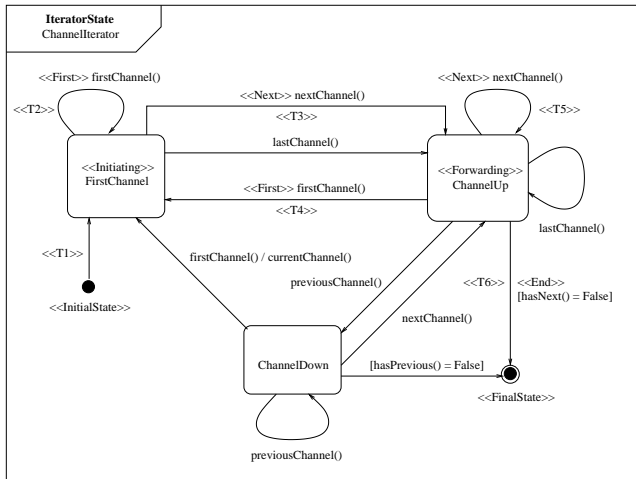 IteratorState
ChannelIterator
<<First>> firstChannel()
<<T2>>
<<Next>> nextChannel()
<<T3>>
<<Next>> nextChannel()
<<T5>>
lastChannel()
<<Initiating>>
FirstChannel
<<Forwarding>>
ChannelUp
<<First>> firstChannel()
<<T4>>
lastChannel()
<<T1>>
firstChannel() / currentChannel()
previousChannel()
<<T6>>
<<End>>
[hasNext() = False]
<<InitialState>>
nextChannel()
ChannelDown
[hasPrevious() = False]
<<FinalState>>
previousChannel()